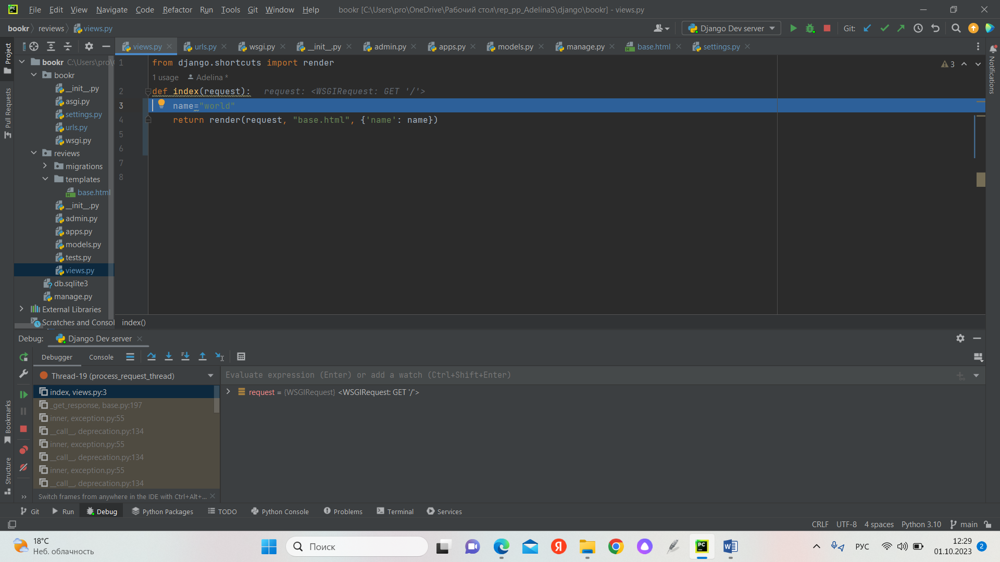 File Edit View Navigate Code Refactor Run Tools Git Window Help bookr [C:\Users\pro\OneDrive\Рабочий стол\rep_pp_AdelinaS\django\bookr] - views.py
bookr reviews views.py Django Dev server Git:
views.py urls.py wsgi.py __init__.py admin.py apps.py models.py manage.py base.html settings.py
Project
Pull Requests
Bookmarks
Structure
Notifications
bookr C:\Users\pro\
bookr
__init__.py
asgi.py
settings.py
urls.py
wsgi.py
reviews
migrations
templates
base.html
__init__.py
admin.py
apps.py
models.py
tests.py
views.py
db.sqlite3
manage.py
External Libraries
Scratches and Consol
1 from django.shortcuts import render
1 usage Adelina *
2 def index(request): request: <WSGIRequest: GET '/'>
3 name="world"
4 return render(request, "base.html", {'name': name})
5
6
7
8
3
index()
Debug: Django Dev server
Debugger Console
Thread-19 (process_request_thread)
Evaluate expression (Enter) or add a watch (Ctrl+Shift+Enter)
index, views.py:3
_get_response, base.py:197
inner, exception.py:55
__call__, deprecation.py:134
inner, exception.py:55
__call__, deprecation.py:134
inner, exception.py:55
__call__, deprecation.py:134
request = {WSGIRequest} <WSGIRequest: GET '/'>
Switch frames from anywhere in the IDE with Ctrl+Alt+...
Git Run Debug Python Packages TODO Python Console Problems Terminal Services
CRLF UTF-8 4 spaces Python 3.10 main
18°C
Неб. облачность
Поиск
РУС
12:29
01.10.2023
2